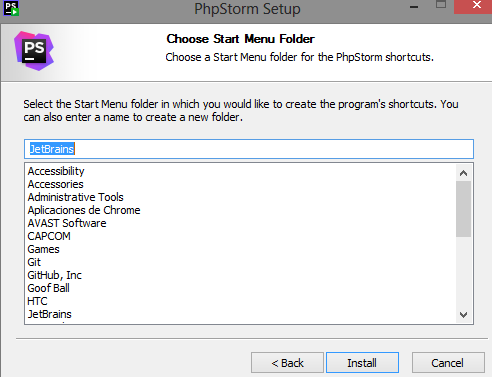 PS
PhpStorm Setup
PS
Choose Start Menu Folder
Choose a Start Menu folder for the PhpStorm shortcuts.
Select the Start Menu folder in which you would like to create the program's shortcuts. You
can also enter a name to create a new folder.
JetBrains
Accessibility
Accessories
Administrative Tools
Aplicaciones de Chrome
AVAST Software
CAPCOM
Games
Git
GitHub, Inc
Goof Ball
HTC
JetBrains
< Back
Install
Cancel